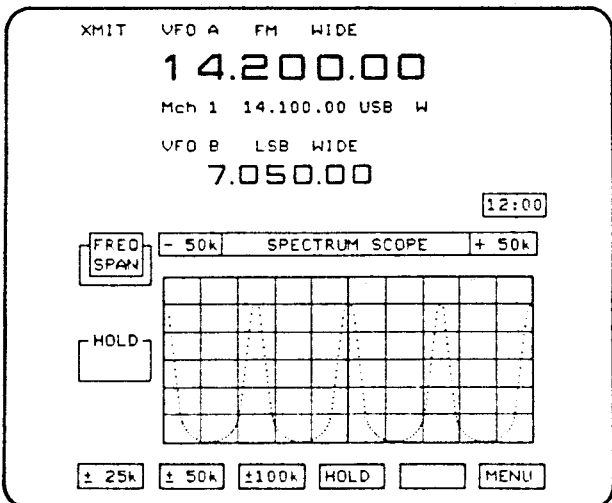 XMIT VFO A FM WIDE
14.200.00
Mch 1 14.100.00 USB W
VFO B LSB WIDE
7.050.00
12:00
FREQ SPAN
- 50k SPECTRUM SCOPE + 50k
HOLD
± 25k ± 50k ±100k HOLD MENU